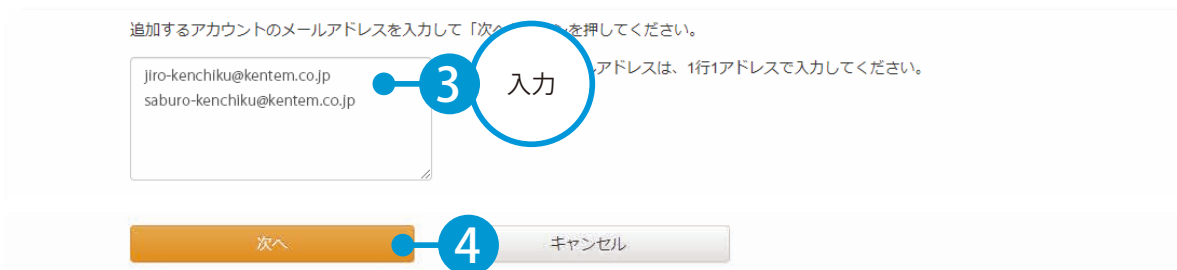 追加するアカウントのメールアドレスを入力して「次へ を押してください。
jiro-kenchiku@kentem.co.jp
saburo-kenchiku@kentem.co.jp
3
入力
ルアドレスは、1行1アドレスで入力してください。
次へ
4
キャンセル